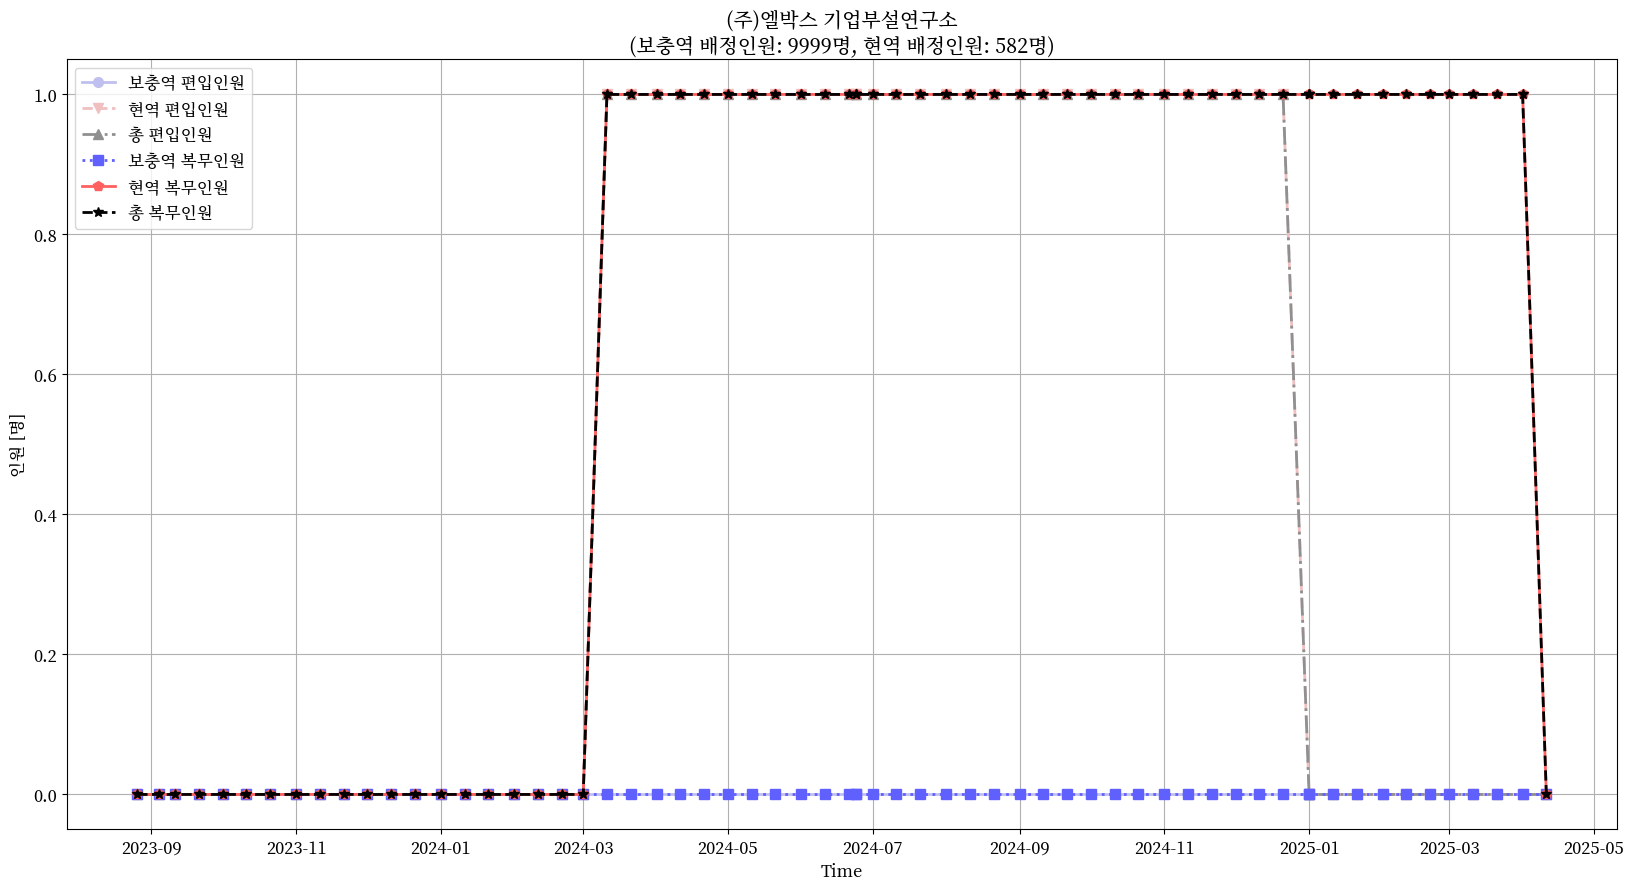 (주)엘박스 기업부설연구소
(보충역 배정인원: 9999명, 현역 배정인원: 582명)
보충역 편입인원
현역 편입인원
총 편입인원
보충역 복무인원
현역 복무인원
총 복무인원
인원 [명]
1.0
0.8
0.6
0.4
0.2
0.0
2023-09
2023-11
2024-01
2024-03
2024-05
2024-07
2024-09
2024-11
2025-01
2025-03
2025-05
Time